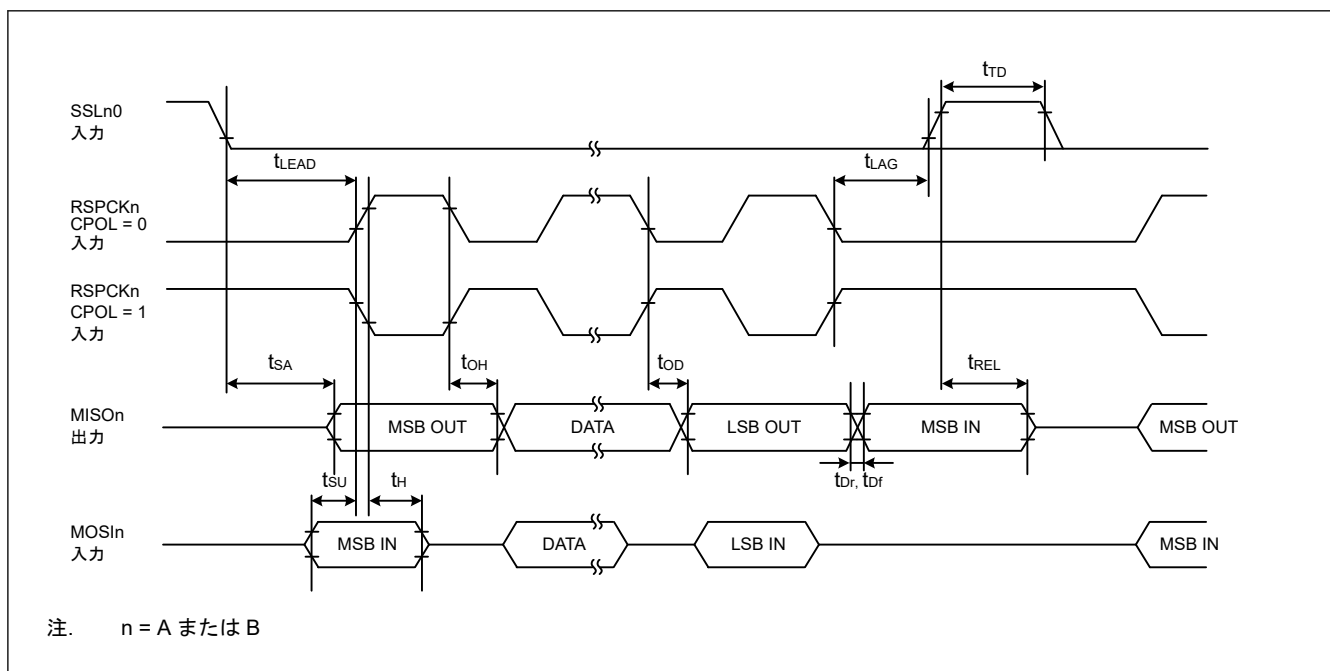 tTD
SSLn0
入力
tLEAD
tLAG
RSPCKn
CPOL = 0
入力
RSPCKn
CPOL = 1
入力
tSA
tOH
tOD
tREL
MISOn
出力
MSB OUT
DATA
LSB OUT
MSB IN
MSB OUT
tSU
tH
tDr, tDf
MOSIn
入力
MSB IN
DATA
LSB IN
MSB IN
注. n = A または B